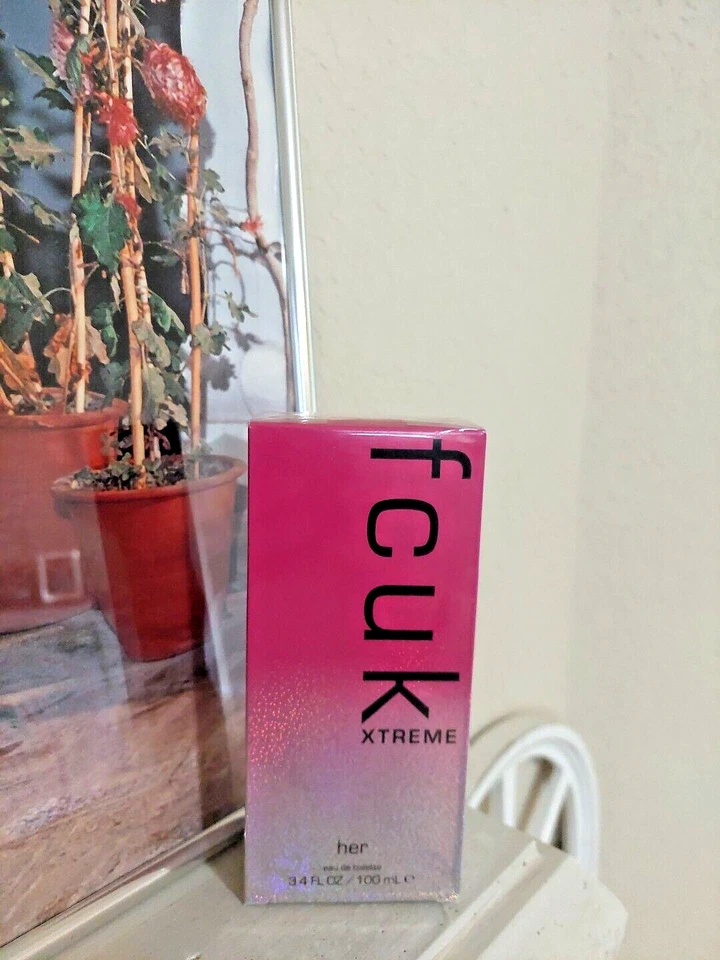 fcuk
XTREME
her
eau de toilette
3.4 FL OZ / 100 mL ℮